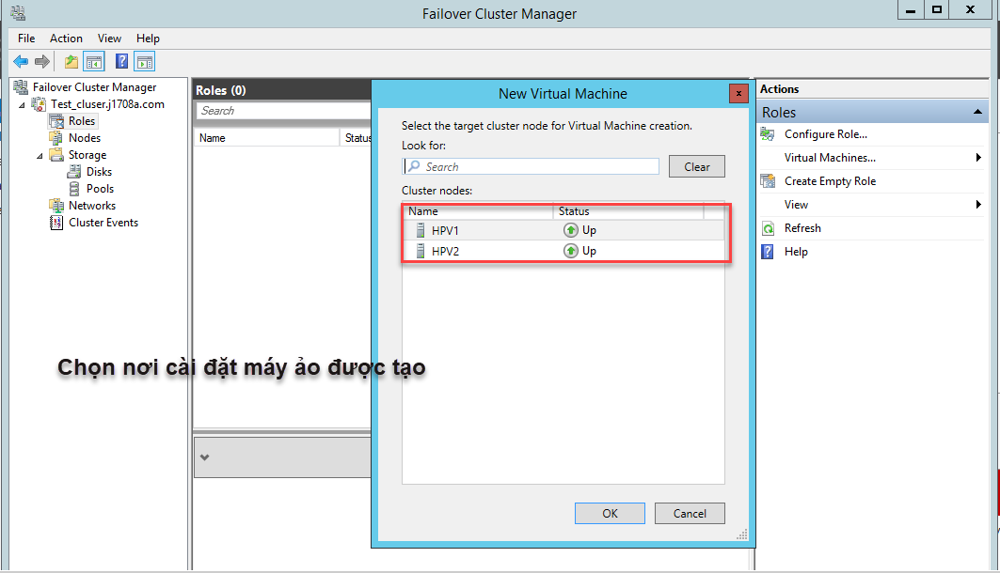 Failover Cluster Manager
File Action View Help
Failover Cluster Manager
Test_cluser.j1708a.com
Roles
Nodes
Storage
Disks
Pools
Networks
Cluster Events
Roles (0)
Search
Name Status
New Virtual Machine
Select the target cluster node for Virtual Machine creation.
Look for:
Search Clear
Cluster nodes:
Name Status
HPV1 Up
HPV2 Up
OK Cancel
Chọn nơi cài đặt máy ảo được tạo
Actions
Roles
Configure Role...
Virtual Machines...
Create Empty Role
View
Refresh
Help